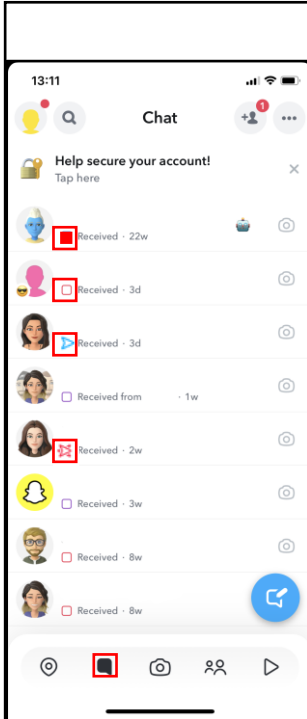 13:11
Chat
1
Help secure your account!
Tap here
Received · 22w
Received · 3d
Received · 3d
Received from · 1w
Received · 2w
Received · 3w
Received · 8w
Received · 8w